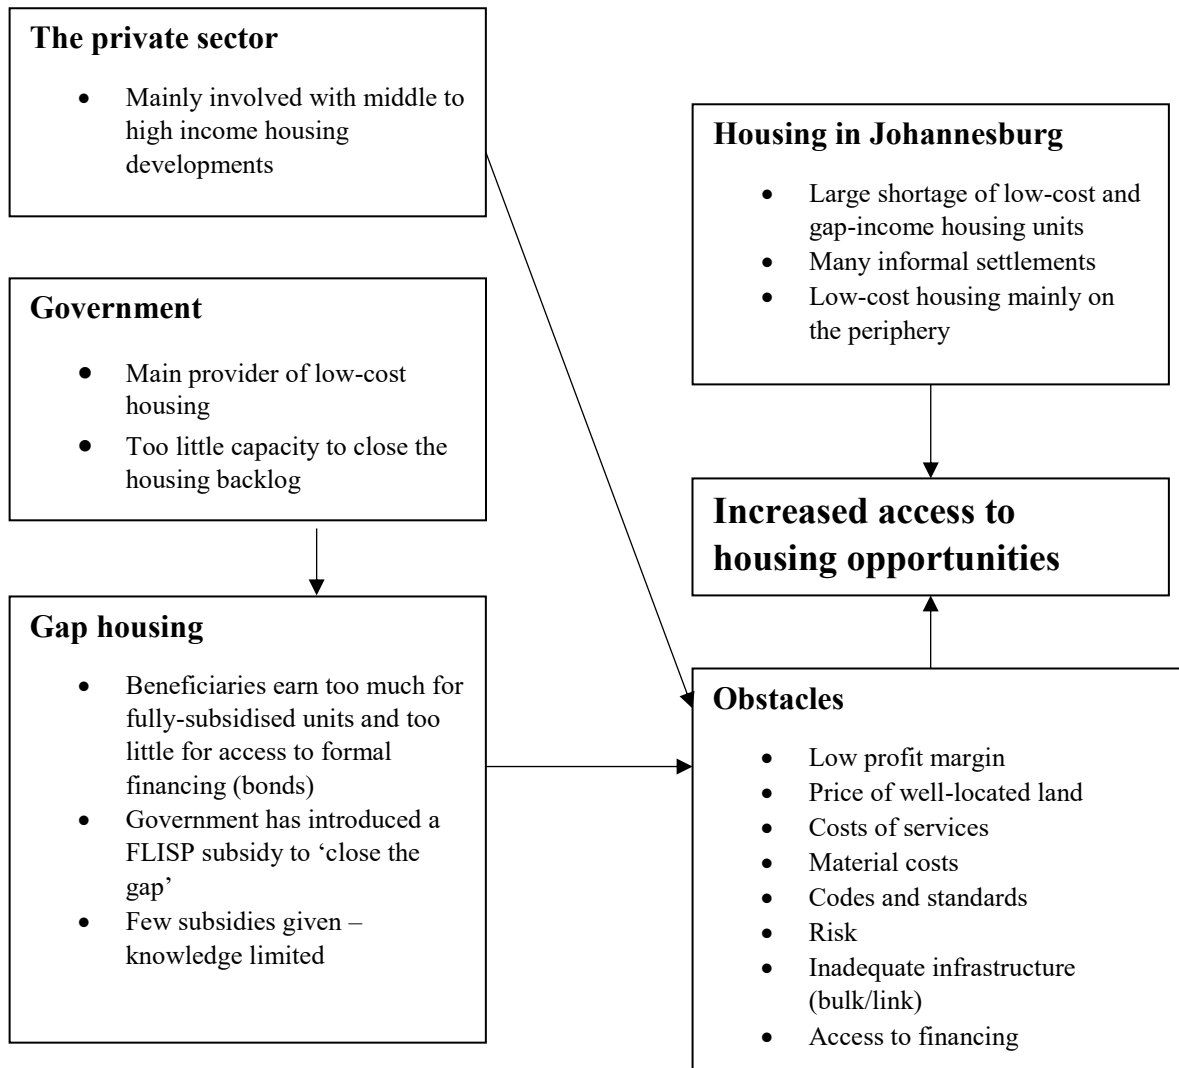 The private sector
• Mainly involved with middle to
high income housing
developments
Government
• Main provider of low-cost
housing
• Too little capacity to close the
housing backlog
Gap housing
• Beneficiaries earn too much for
fully-subsidised units and too
little for access to formal
financing (bonds)
• Government has introduced a
FLISP subsidy to ‘close the
gap’
• Few subsidies given –
knowledge limited
Housing in Johannesburg
• Large shortage of low-cost and
gap-income housing units
• Many informal settlements
• Low-cost housing mainly on
the periphery
Increased access to
housing opportunities
Obstacles
• Low profit margin
• Price of well-located land
• Costs of services
• Material costs
• Codes and standards
• Risk
• Inadequate infrastructure
(bulk/link)
• Access to financing